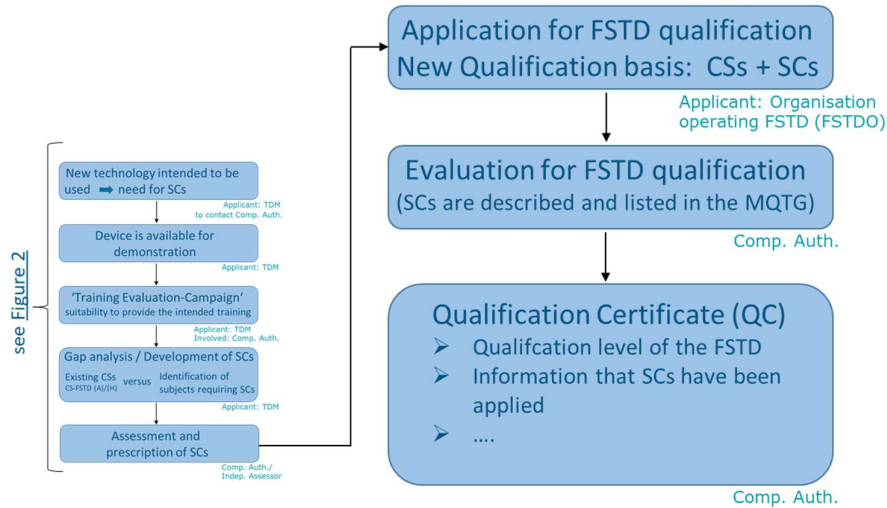 see Figure 2
New technology intended to be
used ➡ need for SCs
Applicant: TDM
to contact Comp. Auth.
Device is available for
demonstration
Applicant: TDM
'Training Evaluation-Campaign'
suitability to provide the intended training
Applicant: TDM
Involved: Comp. Auth.
Gap analysis / Development of SCs
Existing CSs versus Identification of
CS-FSTD (A)/(H) subjects requiring SCs
Applicant: TDM
Assessment and
prescription of SCs
Comp. Auth./
Indep. Assessor
Application for FSTD qualification
New Qualification basis: CSs + SCs
Applicant: Organisation
operating FSTD (FSTDO)
Evaluation for FSTD qualification
(SCs are described and listed in the MQTG)
Comp. Auth.
Qualification Certificate (QC)
➢ Qualifcation level of the FSTD
➢ Information that SCs have been
applied
➢ ....
Comp. Auth.